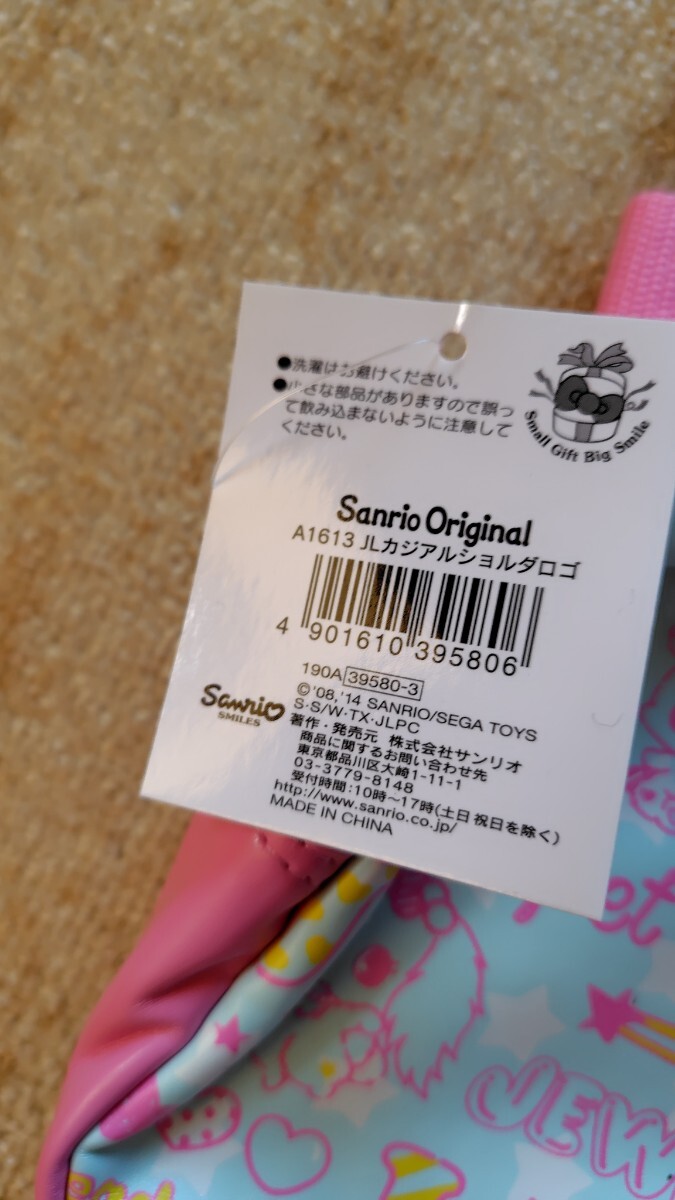 ●洗濯はお避けください。
●小さな部品がありますので誤っ
て飲み込まないように注意して
ください。
Small Gift Big Smile
Sanrio Original
A1613 JLカジアルショルダロゴ
4 901610 395806
190A 39580-3
©'08,'14 SANRIO/SEGA TOYS
S・S/W・TX・JLPC
Sanrio
SMILES
著作・発売元 株式会社サンリオ
商品に関するお問い合わせ先
東京都品川区大崎1-11-1
03-3779-8148
受付時間:10時〜17時(土日祝日を除く)
http://www.sanrio.co.jp/
MADE IN CHINA
Pet
JEW